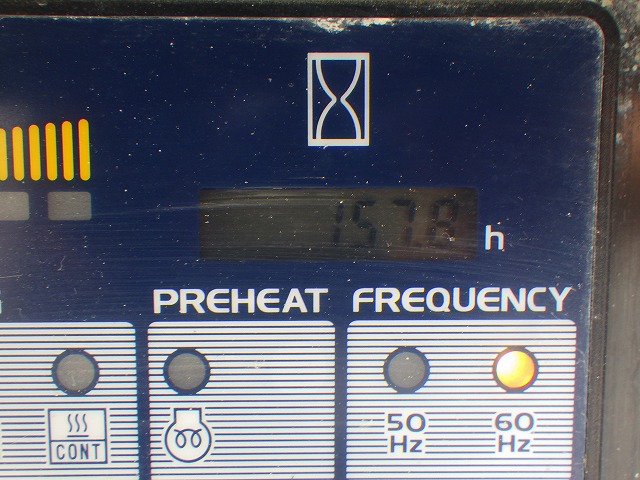 157.8 h
PREHEAT
FREQUENCY
CONT
50
Hz
60
Hz